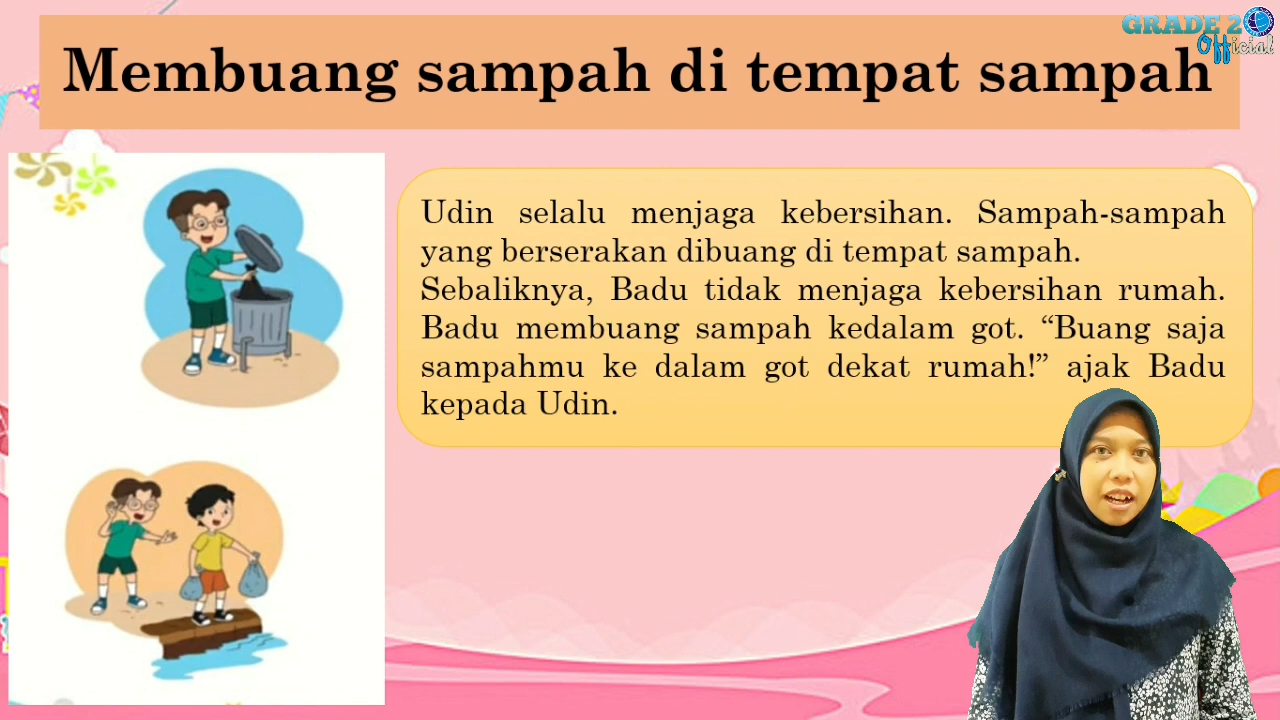 GRADE 2
Official
Membuang sampah di tempat sampah
Udin selalu menjaga kebersihan. Sampah-sampah
yang berserakan dibuang di tempat sampah.
Sebaliknya, Badu tidak menjaga kebersihan rumah.
Badu membuang sampah kedalam got. “Buang saja
sampahmu ke dalam got dekat rumah!” ajak Badu
kepada Udin.